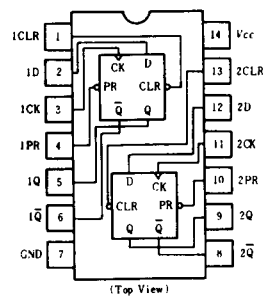 1CLR 1 14 Vcc
1D 2 13 2CLR
1CK 3 12 2D
1PR 4 11 2CK
1Q 5 10 2PR
1Q̅ 6 9 2Q
GND 7 8 2Q̅
D
CK
PR CLR
Q̅ Q
D CK
CLR PR
Q Q̅
(Top View)